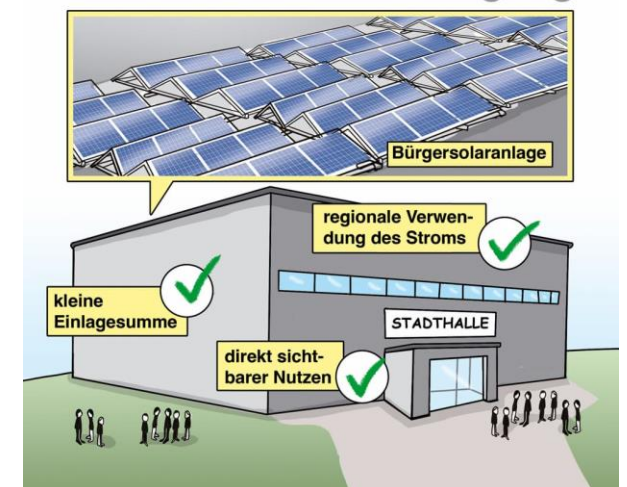 Bürgersolaranlage
regionale Verwen-
dung des Stroms
kleine
Einlagesumme
STADTHALLE
direkt sicht-
barer Nutzen